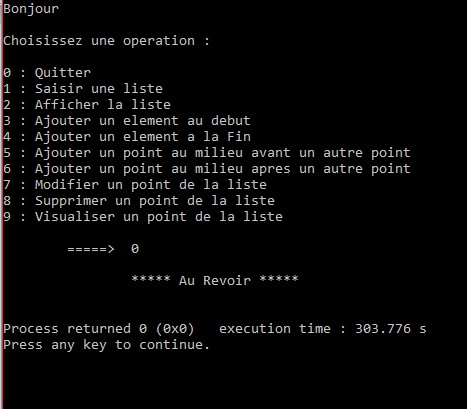 Bonjour
Choisissez une operation :
0 : Quitter
1 : Saisir une liste
2 : Afficher la liste
3 : Ajouter un element au debut
4 : Ajouter un element a la Fin
5 : Ajouter un point au milieu avant un autre point
6 : Ajouter un point au milieu apres un autre point
7 : Modifier un point de la liste
8 : Supprimer un point de la liste
9 : Visualiser un point de la liste
=====>  0
***** Au Revoir *****
Process returned 0 (0x0)   execution time : 303.776 s
Press any key to continue.